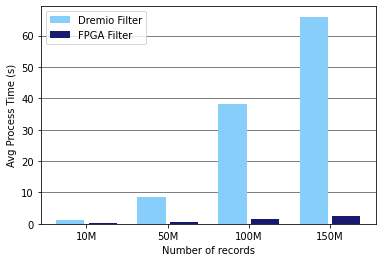 Dremio Filter
FPGA Filter
Avg Process Time (s)
60
50
40
30
20
10
0
10M 50M 100M 150M
Number of records